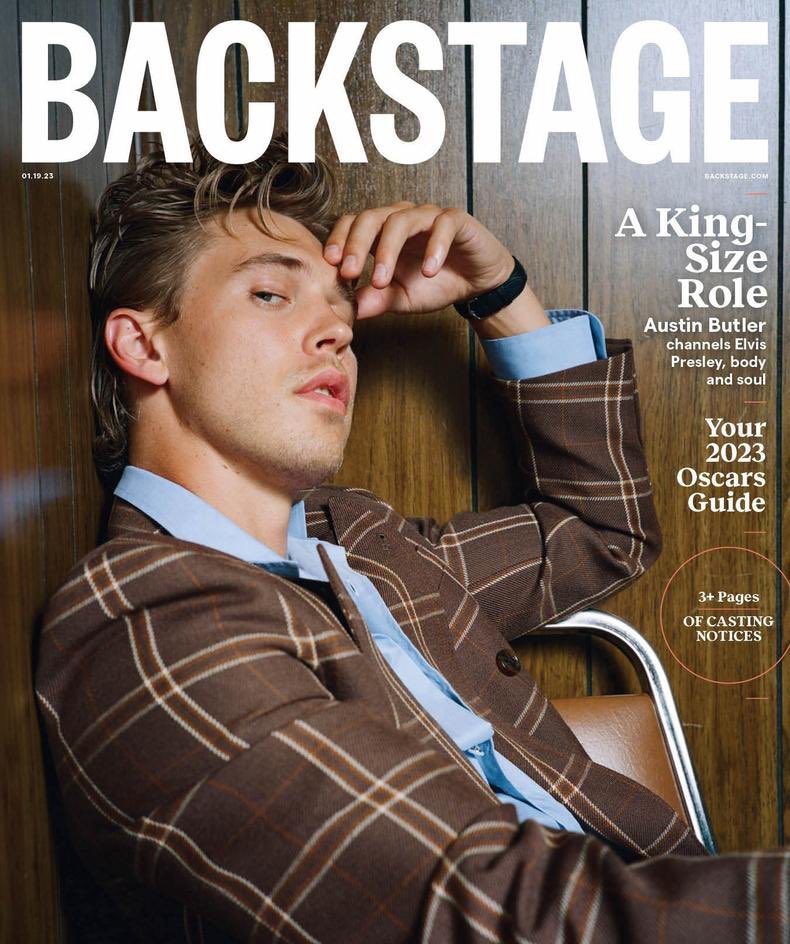 BACKSTAGE
01.19.23
BACKSTAGE.COM
A King-
Size
Role
Austin Butler
channels Elvis
Presley, body
and soul
Your
2023
Oscars
Guide
3+ Pages
OF CASTING
NOTICES